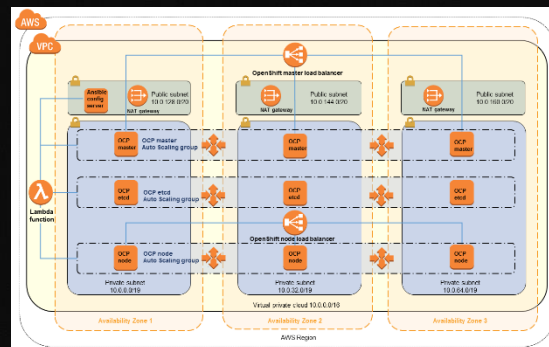 AWS
VPC
OpenShift master load balancer
Ansible
config
server
NAT gateway
Public subnet
10.0.128.0/20
NAT gateway
Public subnet
10.0.144.0/20
NAT gateway
Public subnet
10.0.160.0/20
OCP
master
OCP master
Auto Scaling group
OCP
master
OCP
master
Lambda
function
OCP
etcd
OCP etcd
Auto Scaling group
OCP
etcd
OCP
etcd
OpenShift node load balancer
OCP
node
OCP node
Auto Scaling group
OCP
node
OCP
node
Private subnet
10.0.0.0/19
Private subnet
10.0.32.0/19
Private subnet
10.0.64.0/19
Virtual private cloud 10.0.0.0/16
Availability Zone 1
Availability Zone 2
Availability Zone 3
AWS Region